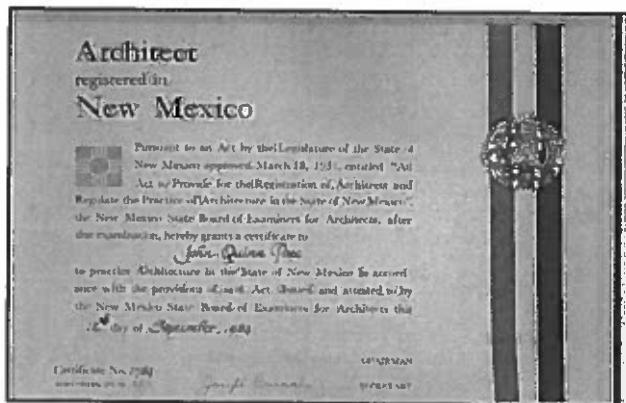 Architect
registered in
New Mexico
Pursuant to an Act by the Legislature of the State of
New Mexico approved March 18, entitled "An
Act to Provide for the Registration of Architects and
Regulate the Practice of Architecture in the State of New Mexico",
the New Mexico State Board of Examiners for Architects, after
due examination, hereby grants a certificate to
John Quinn
to practice Architecture in the State of New Mexico in accord
ance with the provisions of said Act. Issued and attested by
the New Mexico State Board of Examiners for Architects this
day of September,
Certificate No.
CHAIRMAN
SECRETARY